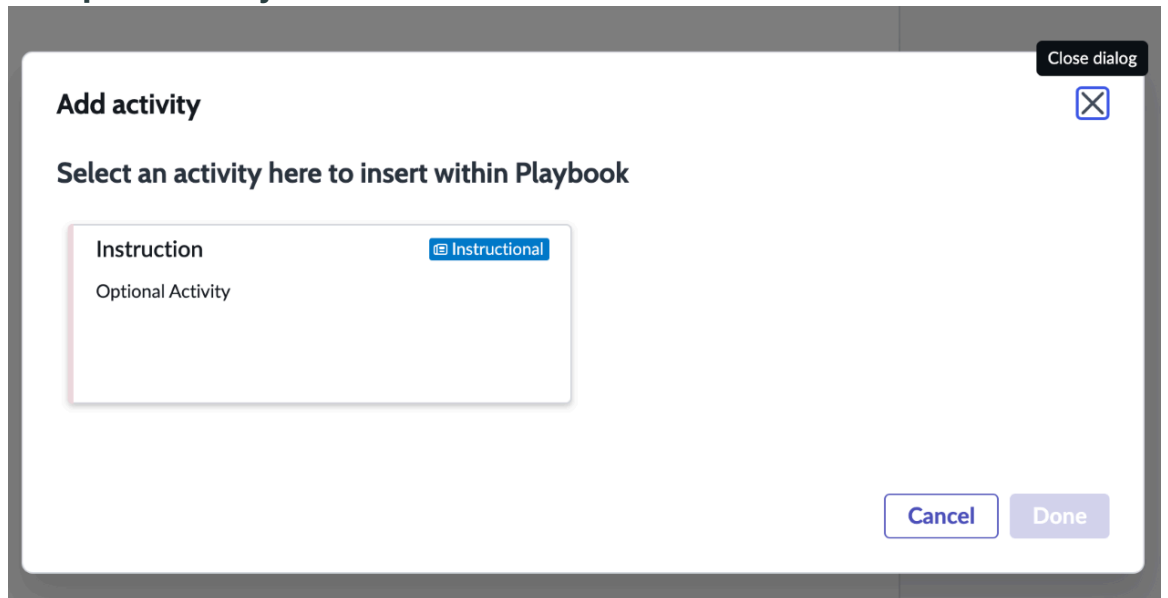 Close dialog
Add activity
Select an activity here to insert within Playbook
Instruction
Instructional
Optional Activity
Cancel
Done